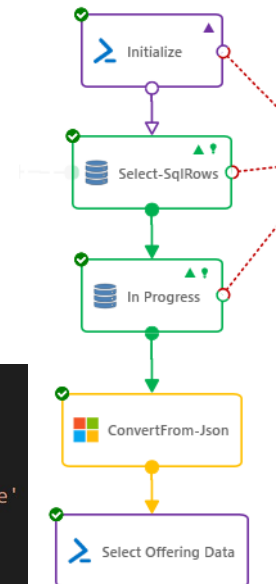 Initialize
Select-SqlRows
In Progress
ConvertFrom-Json
e'
Select Offering Data